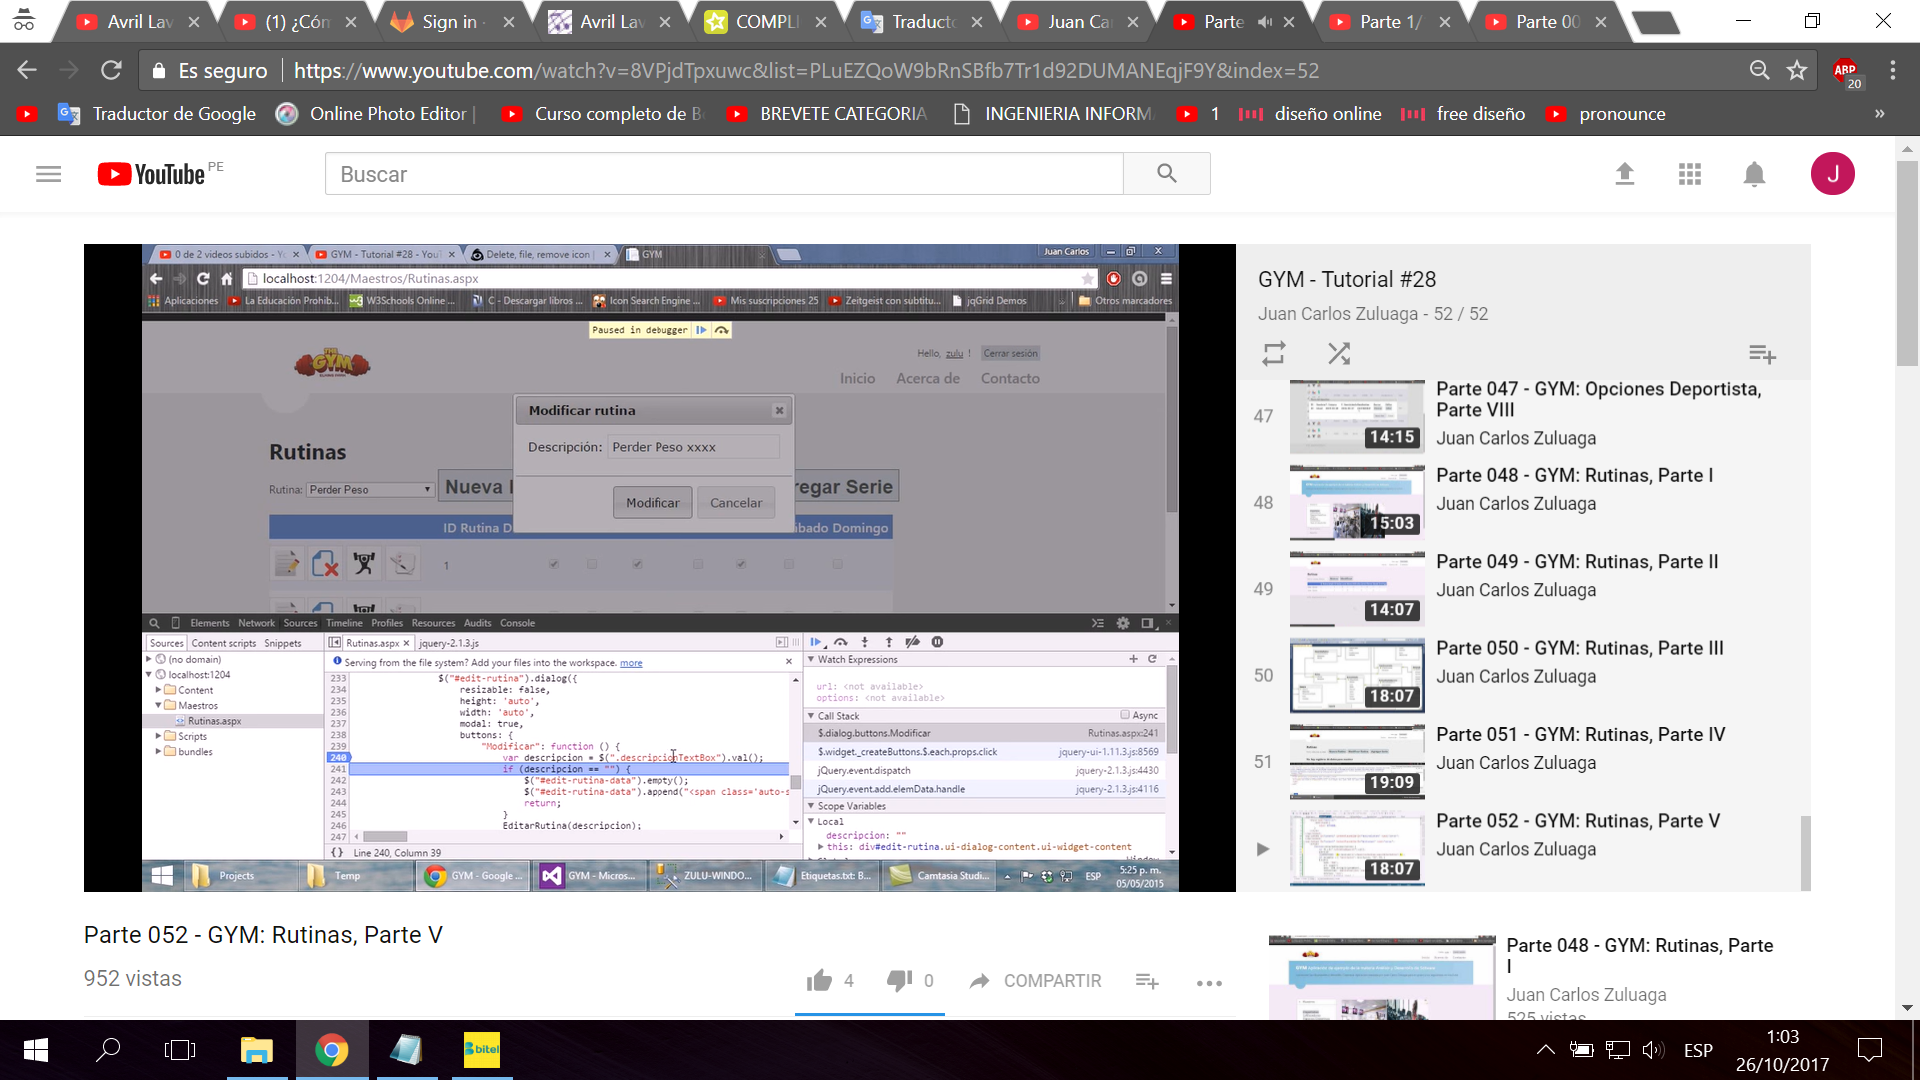 Avril Lav
(1) ¿Cóm
Sign in ·
Avril Lav
COMPLE
Traducto
Juan Car
Parte
Parte 1/
Parte 00
Es seguro
https://www.youtube.com/watch?v=8VPjdTpxuwc&list=PLuEZQoW9bRnSBfb7Tr1d92DUMANEqjF9Y&index=52
ABP
20
Traductor de Google
Online Photo Editor |
Curso completo de B
BREVETE CATEGORIA
INGENIERIA INFORM
1
diseño online
free diseño
pronounce
»
YouTube PE
Buscar
J
0 de 2 videos subidos - Yo
GYM - Tutorial #28 - YouT
Delete, file, remove icon |
GYM
Juan Carlos
localhost:1204/Maestros/Rutinas.aspx
Aplicaciones
La Educación Prohib...
W3Schools Online ...
C - Descargar libros ...
Icon Search Engine ...
Mis suscripciones 25
Zeitgeist con subtitu...
jqGrid Demos
Otros marcadores
Paused in debugger
THE GYM
Hello, zulu !
Cerrar sesión
Inicio
Acerca de
Contacto
Modificar rutina
Descripción: Perder Peso xxxx
Modificar
Cancelar
Rutinas
Rutina: Perder Peso
Nueva
regar Serie
ID Rutina D
bado Domingo
1
Elements Network Sources Timeline Profiles Resources Audits Console
Sources Content scripts Snippets
Rutinas.aspx ×
jquery-2.1.3.js
(no domain)
localhost:1204
Content
Maestros
Rutinas.aspx
Scripts
bundles
Serving from the file system? Add your files into the workspace. more
233 $("#edit-rutina").dialog({
234 resizable: false,
235 height: 'auto',
236 width: 'auto',
237 modal: true,
238 buttons: {
239 "Modificar": function () {
240 var descripcion = $(".descripcionTextBox").val();
241 if (descripcion == "") {
242 $("#edit-rutina-data").empty();
243 $("#edit-rutina-data").append("<span class='auto-s
244 return;
245 }
246 EditarRutina(descripcion);
247
{} Line 240, Column 39
Watch Expressions
url: <not available>
options: <not available>
Call Stack
Async
$.dialog.buttons.Modificar Rutinas.aspx:241
$.widget._createButtons.$.each.props.click jquery-ui-1.11.3.js:8569
jQuery.event.dispatch jquery-2.1.3.js:4430
jQuery.event.add.elemData.handle jquery-2.1.3.js:4116
Scope Variables
Local
descripcion: ""
this: div#edit-rutina.ui-dialog-content.ui-widget-content
Projects
Temp
GYM - Google ...
GYM - Micros...
ZULU-WINDO...
Etiquetas.txt: B...
Camtasia Studi...
ESP
5:25 p. m.
05/05/2015
GYM - Tutorial #28
Juan Carlos Zuluaga - 52 / 52
47
14:15
Parte 047 - GYM: Opciones Deportista,
Parte VIII
Juan Carlos Zuluaga
48
15:03
Parte 048 - GYM: Rutinas, Parte I
Juan Carlos Zuluaga
49
14:07
Parte 049 - GYM: Rutinas, Parte II
Juan Carlos Zuluaga
50
18:07
Parte 050 - GYM: Rutinas, Parte III
Juan Carlos Zuluaga
51
19:09
Parte 051 - GYM: Rutinas, Parte IV
Juan Carlos Zuluaga
18:07
Parte 052 - GYM: Rutinas, Parte V
Juan Carlos Zuluaga
Parte 052 - GYM: Rutinas, Parte V
952 vistas
4
0
COMPARTIR
Parte 048 - GYM: Rutinas, Parte
I
Juan Carlos Zuluaga
525 vistas
bitel
ESP
1:03
26/10/2017